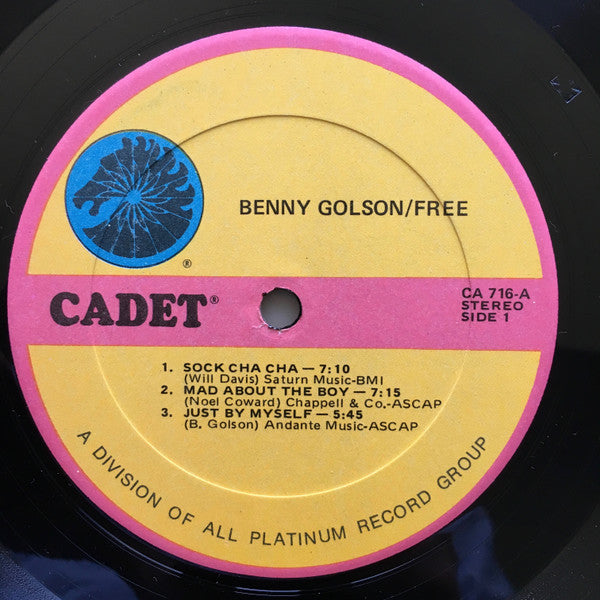 BENNY GOLSON/FREE
®
CADET®
CA 716-A
STEREO
SIDE 1
1. SOCK CHA CHA — 7:10
(Will Davis) Saturn Music-BMI
2. MAD ABOUT THE BOY — 7:15
(Noel Coward) Chappell & Co.-ASCAP
3. JUST BY MYSELF — 5:45
(B. Golson) Andante Music-ASCAP
A DIVISION OF ALL PLATINUM RECORD GROUP